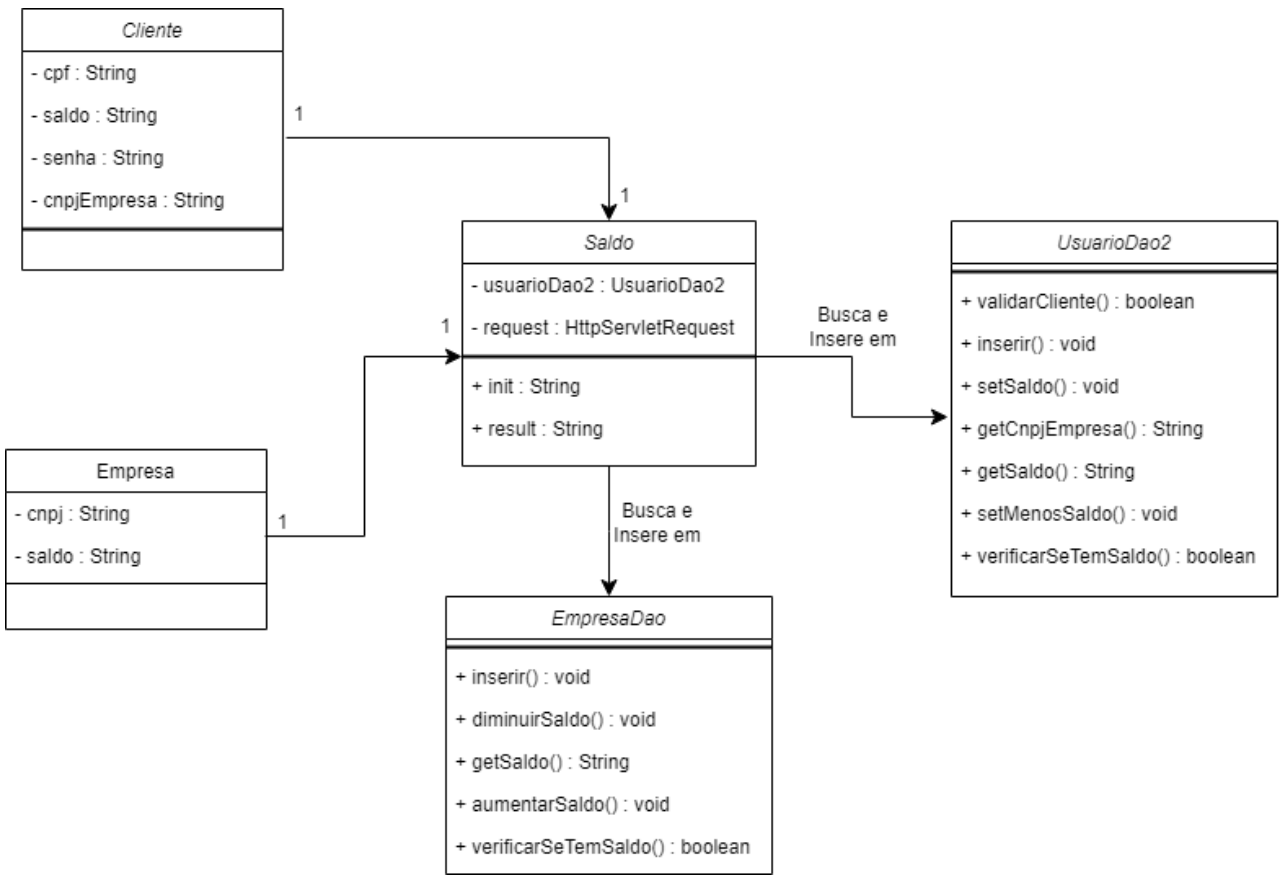 Cliente
- cpf : String
- saldo : String
- senha : String
- cnpjEmpresa : String
1
1
Saldo
- usuarioDao2 : UsuarioDao2
- request : HttpServletRequest
+ init : String
+ result : String
1
Empresa
- cnpj : String
- saldo : String
1
Busca e
Insere em
UsuarioDao2
+ validarCliente() : boolean
+ inserir() : void
+ setSaldo() : void
+ getCnpjEmpresa() : String
+ getSaldo() : String
+ setMenosSaldo() : void
+ verificarSeTemSaldo() : boolean
Busca e
Insere em
EmpresaDao
+ inserir() : void
+ diminuirSaldo() : void
+ getSaldo() : String
+ aumentarSaldo() : void
+ verificarSeTemSaldo() : boolean